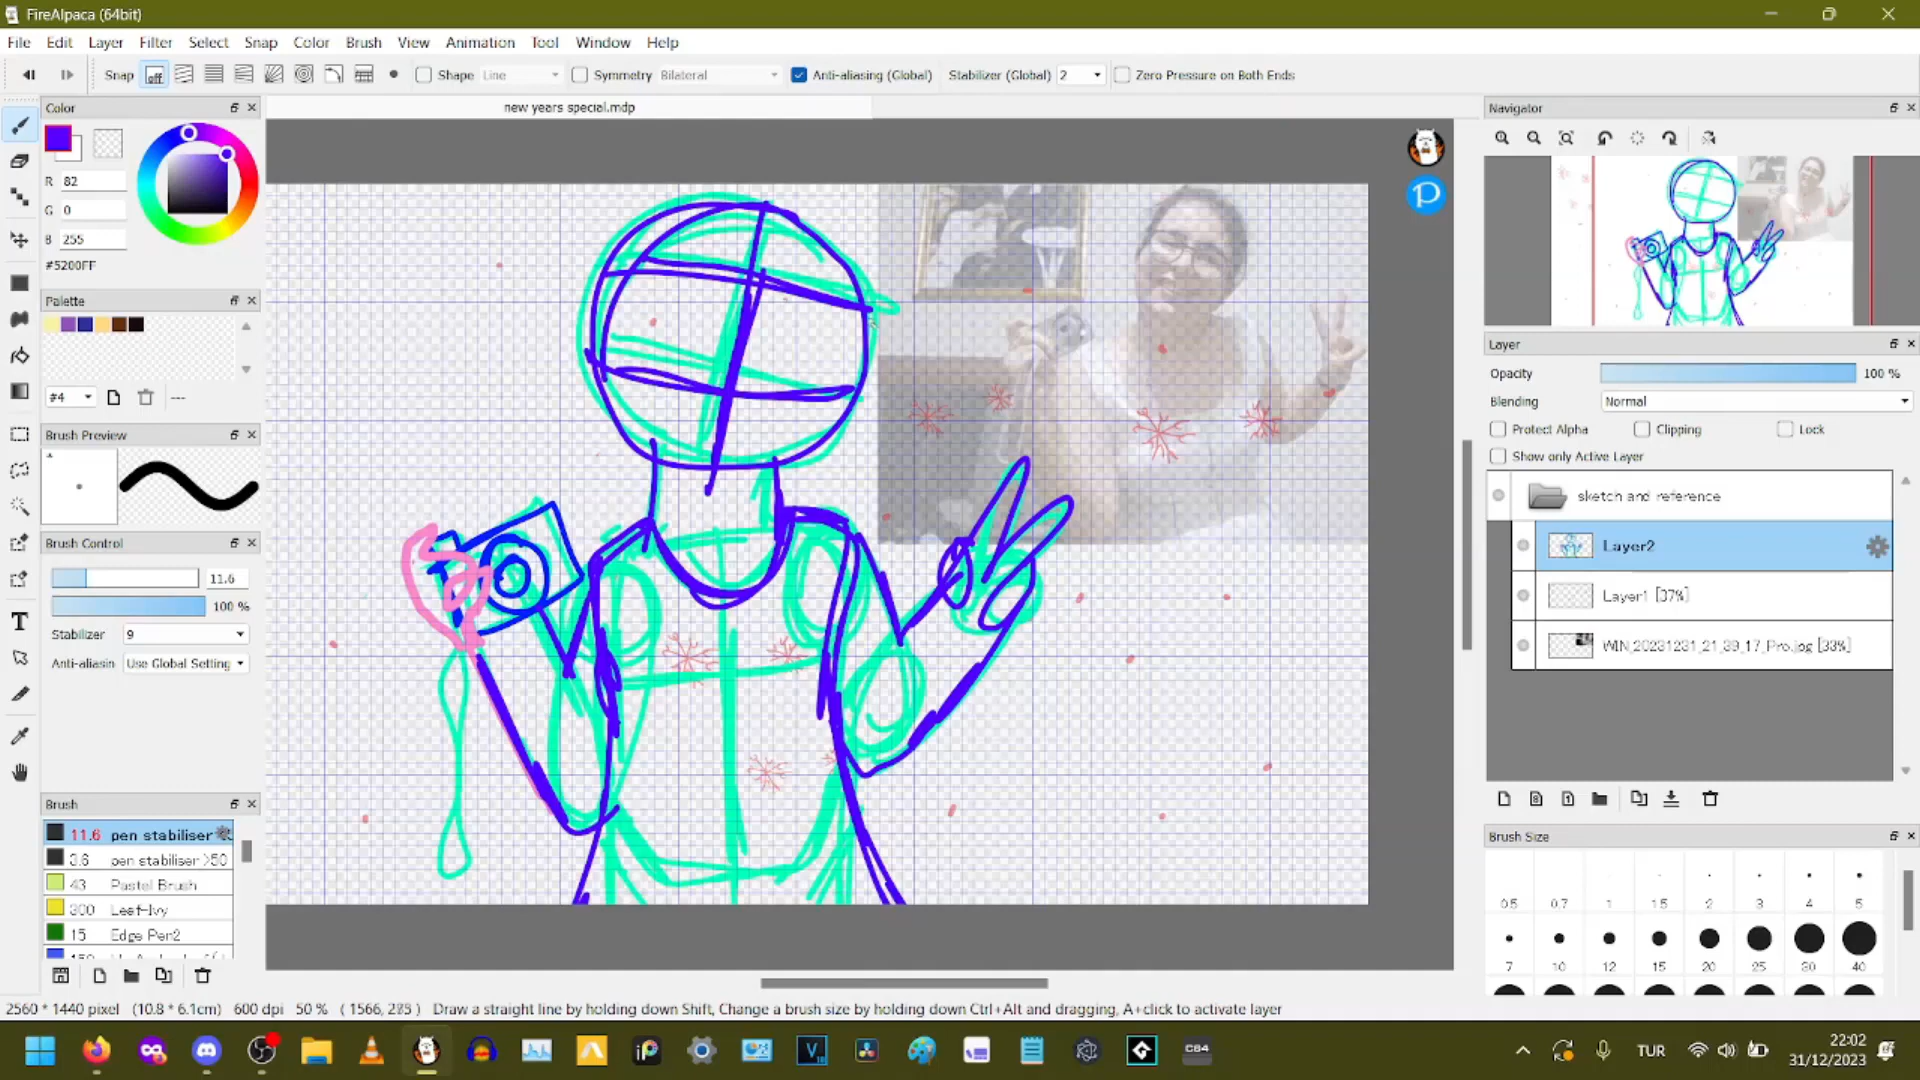 FireAlpaca (64bit)
File Edit Layer Filter Select Snap Color Brush View Animation Tool Window Help
Snap off Shape Line Symmetry Bilateral Anti-aliasing (Global) Stabilizer (Global) 2 Zero Pressure on Both Ends
Color
new years special.mdp
Navigator
R 82
G 0
B 255
#5200FF
Palette
#4 ---
Brush Preview
Brush Control
11.6
100 %
Stabilizer 9
Anti-aliasin Use Global Setting
Brush
11.6 pen stabiliser
3.6 pen stabiliser >50
43 Pastel Brush
300 Leaf-Ivy
15 Edge Pen2
Layer
Opacity 100 %
Blending Normal
Protect Alpha Clipping Lock
Show only Active Layer
sketch and reference
Layer2
Layer1 [37%]
WIN_20231231_21_39_17_Pro.jpg [33%]
Brush Size
0.5 0.7 1 1.5 2 3 4 5
7 10 12 15 20 25 30 40
2560 * 1440 pixel (10.8 * 6.1cm) 600 dpi 50 % ( 1566, 285 ) Draw a straight line by holding down Shift, Change a brush size by holding down Ctrl+Alt and dragging, A+click to activate layer
CS4
TUR
22:02
31/12/2023